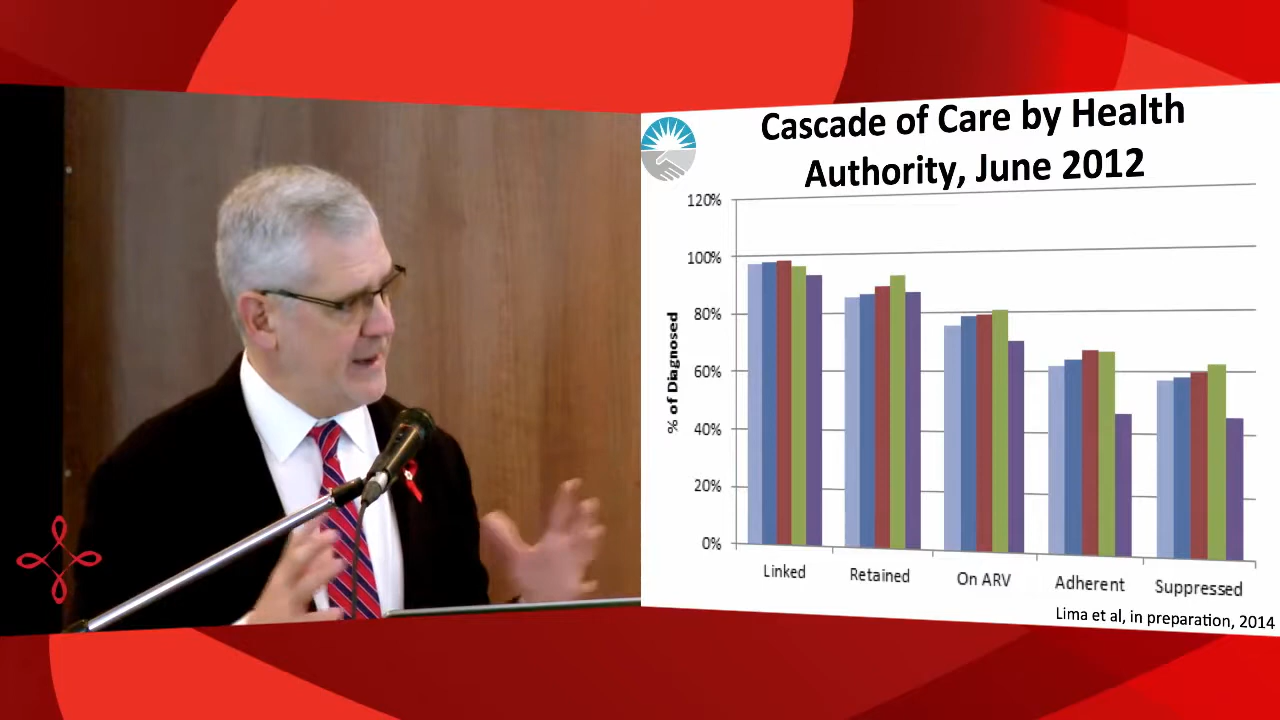 Cascade of Care by Health
Authority, June 2012
120%
100%
80%
60%
40%
20%
0%
% of Diagnosed
Linked
Retained
On ARV
Adherent
Suppressed
Lima et al, in preparation, 2014